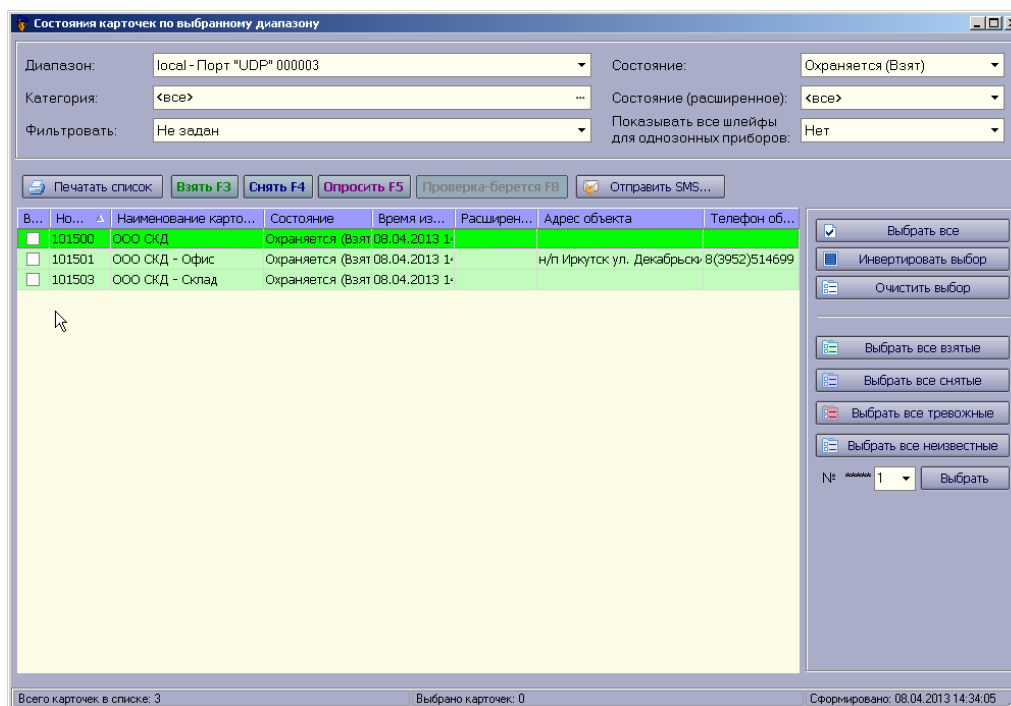 Состояния карточек по выбранному диапазону
Диапазон: local - Порт "UDP" 000003 Состояние: Охраняется (Взят)
Категория: <все> ... Состояние (расширенное): <все>
Фильтровать: Не задан Показывать все шлейфы для однозонных приборов: Нет
Печатать список Взять F3 Снять F4 Опросить F5 Проверка-берется F8 Отправить SMS...
В... Но... Наименование карто... Состояние Время из... Расширен... Адрес объекта Телефон об...
101500 ООО СКД Охраняется (Взят 08.04.2013 1
101501 ООО СКД - Офис Охраняется (Взят 08.04.2013 1 н/п Иркутск ул. Декабрьски 8(3952)514699
101503 ООО СКД - Склад Охраняется (Взят 08.04.2013 1
Выбрать все
Инвертировать выбор
Очистить выбор
Выбрать все взятые
Выбрать все снятые
Выбрать все тревожные
Выбрать все неизвестные
№ ***** 1 Выбрать
Всего карточек в списке: 3 Выбрано карточек: 0 Сформировано: 08.04.2013 14:34:05